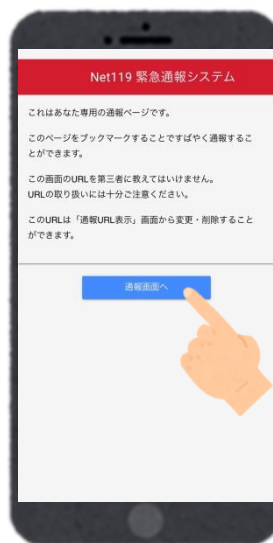 Net119 緊急通報システム
これはあなた専用の通報ページです。
このページをブックマークすることですばやく通報するこ
とができます。
この画面のURLを第三者に教えてはいけません。
URLの取り扱いには十分ご注意ください。
このURLは「通報URL表示」画面から変更・削除すること
ができます。
通報画面へ